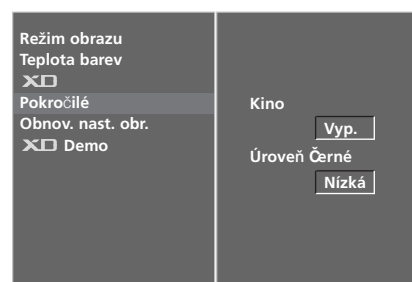 Režim obrazu
Teplota barev
XD
Pokročilé
Obnov. nast. obr.
XD Demo
Kino
Vyp.
Úroveň Černé
Nízká